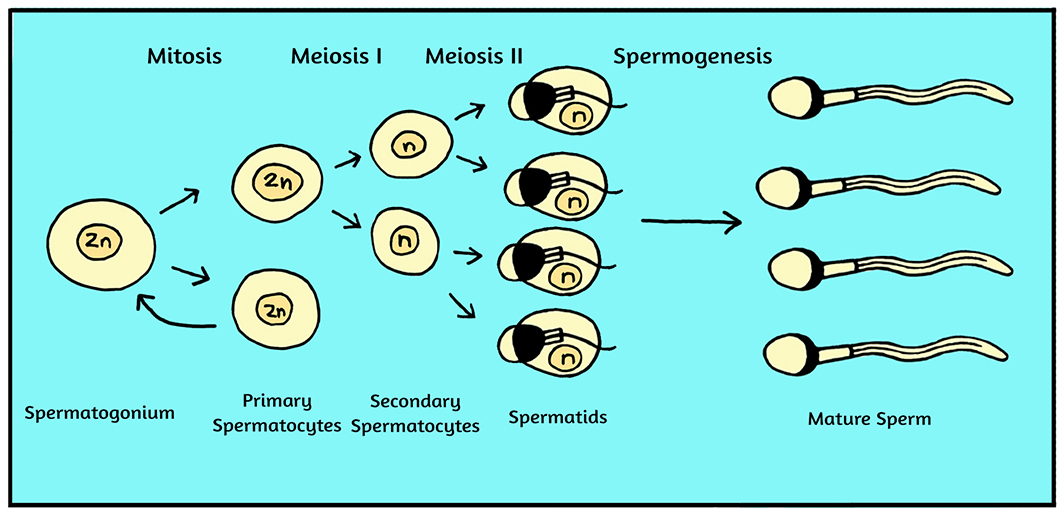 Mitosis
Meiosis I
Meiosis II
Spermogenesis
2n
2n
2n
n
n
n
n
n
n
Spermatogonium
Primary
Spermatocytes
Secondary
Spermatocytes
Spermatids
Mature Sperm